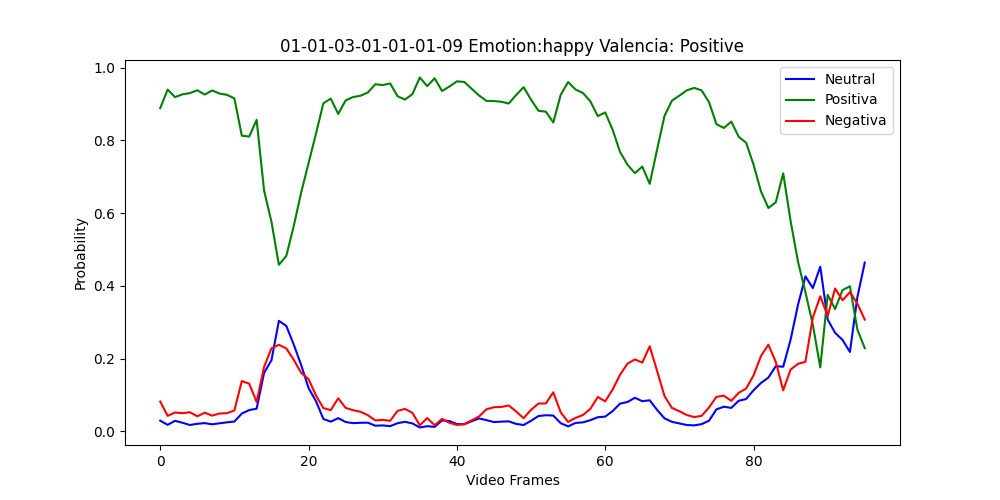 01-01-03-01-01-01-09 Emotion:happy Valencia: Positive
Neutral
Positiva
Negativa
1.0
0.8
0.6
0.4
0.2
0.0
Probability
0
20
40
60
80
Video Frames